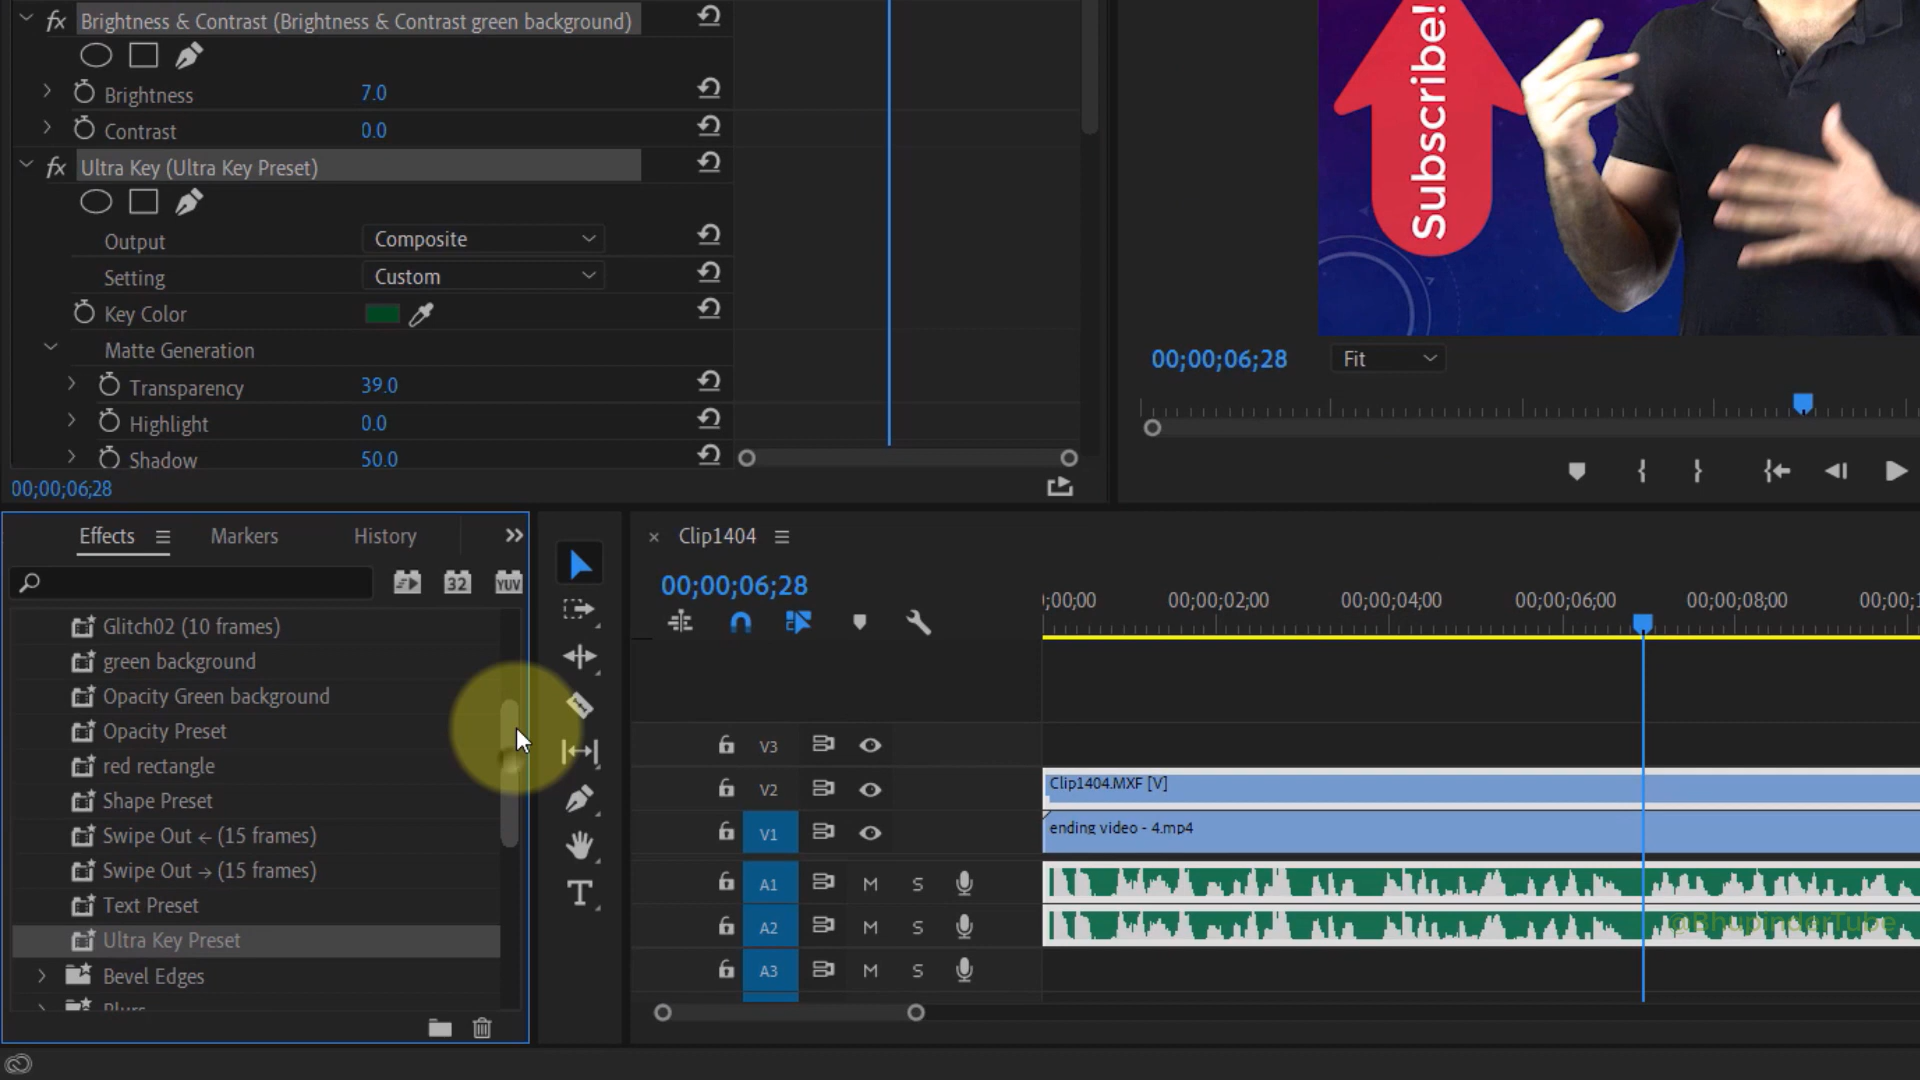 fx Brightness & Contrast (Brightness & Contrast green background)
Brightness 7.0
Contrast 0.0
fx Ultra Key (Ultra Key Preset)
Output Composite
Setting Custom
Key Color
Matte Generation
Transparency 39.0
Highlight 0.0
Shadow 50.0
00;00;06;28
Subscribe!
00;00;06;28 Fit
Effects Markers History
32 YUV
Glitch02 (10 frames)
green background
Opacity Green background
Opacity Preset
red rectangle
Shape Preset
Swipe Out ← (15 frames)
Swipe Out → (15 frames)
Text Preset
Ultra Key Preset
Bevel Edges
Blurs
Clip1404
00;00;06;28
;00;00 00;00;02;00 00;00;04;00 00;00;06;00 00;00;08;00 00;00;1
V3
V2 Clip1404.MXF [V]
V1 ending video - 4.mp4
A1 M S
A2 M S
@BhupinderTube
A3 M S